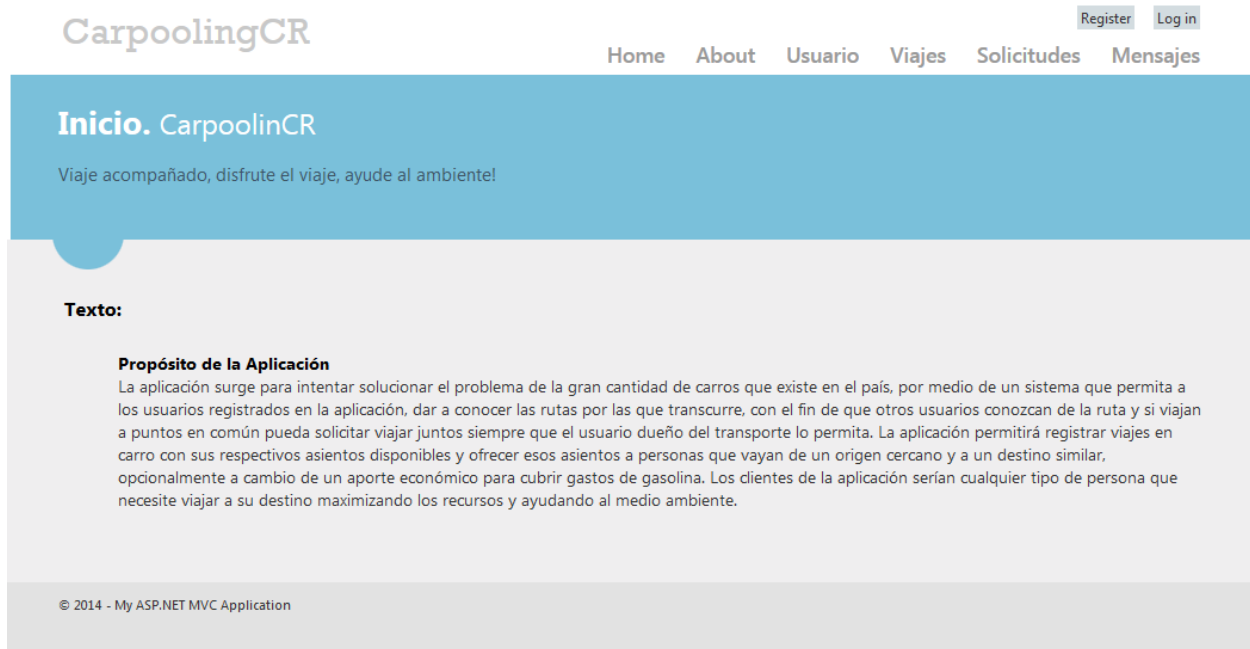 CarpoolingCR
Register Log in
Home About Usuario Viajes Solicitudes Mensajes
Inicio. CarpoolinCR
Viaje acompañado, disfrute el viaje, ayude al ambiente!
Texto:
Propósito de la Aplicación
La aplicación surge para intentar solucionar el problema de la gran cantidad de carros que existe en el país, por medio de un sistema que permita a
los usuarios registrados en la aplicación, dar a conocer las rutas por las que transcurre, con el fin de que otros usuarios conozcan de la ruta y si viajan
a puntos en común pueda solicitar viajar juntos siempre que el usuario dueño del transporte lo permita. La aplicación permitirá registrar viajes en
carro con sus respectivos asientos disponibles y ofrecer esos asientos a personas que vayan de un origen cercano y a un destino similar,
opcionalmente a cambio de un aporte económico para cubrir gastos de gasolina. Los clientes de la aplicación serían cualquier tipo de persona que
necesite viajar a su destino maximizando los recursos y ayudando al medio ambiente.
© 2014 - My ASP.NET MVC Application